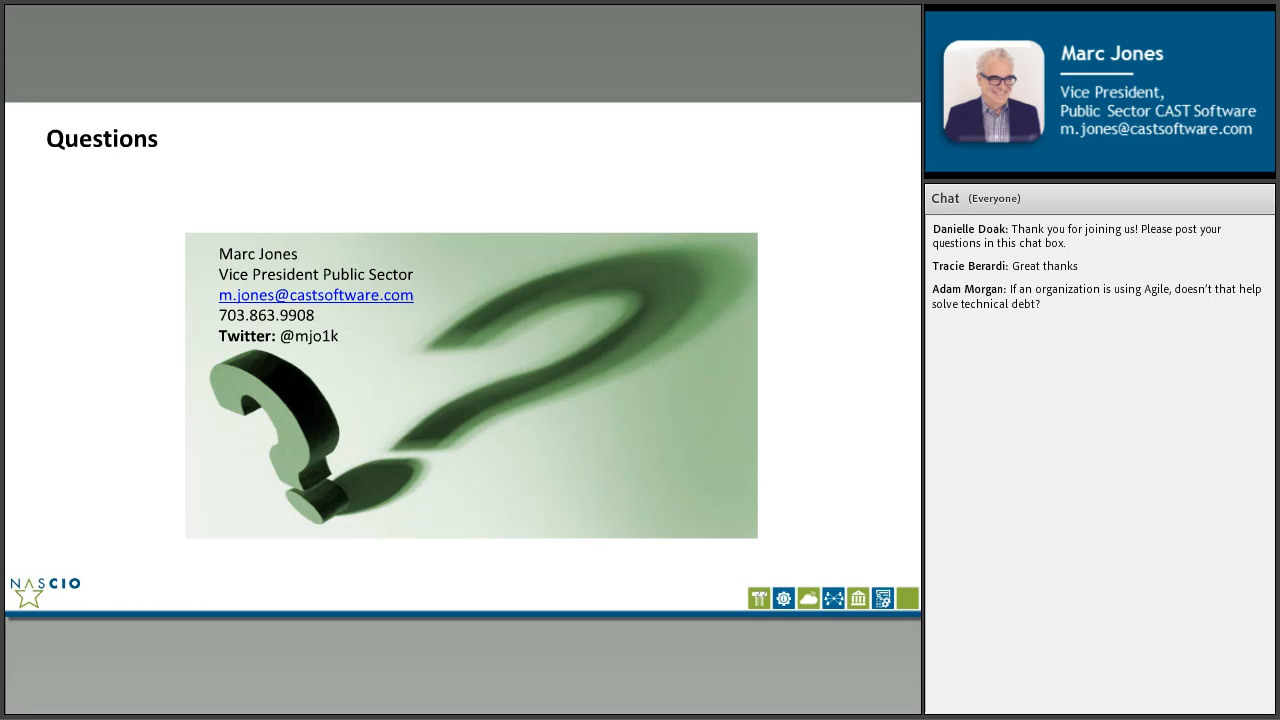 Questions
Marc Jones
Vice President Public Sector
m.jones@castsoftware.com
703.863.9908
Twitter: @mjo1k
NASCIO
Marc Jones
Vice President,
Public Sector CAST Software
m.jones@castsoftware.com
Chat (Everyone)
Danielle Doak: Thank you for joining us! Please post your
questions in this chat box.
Tracie Berardi: Great thanks
Adam Morgan: If an organization is using Agile, doesn't that help
solve technical debt?